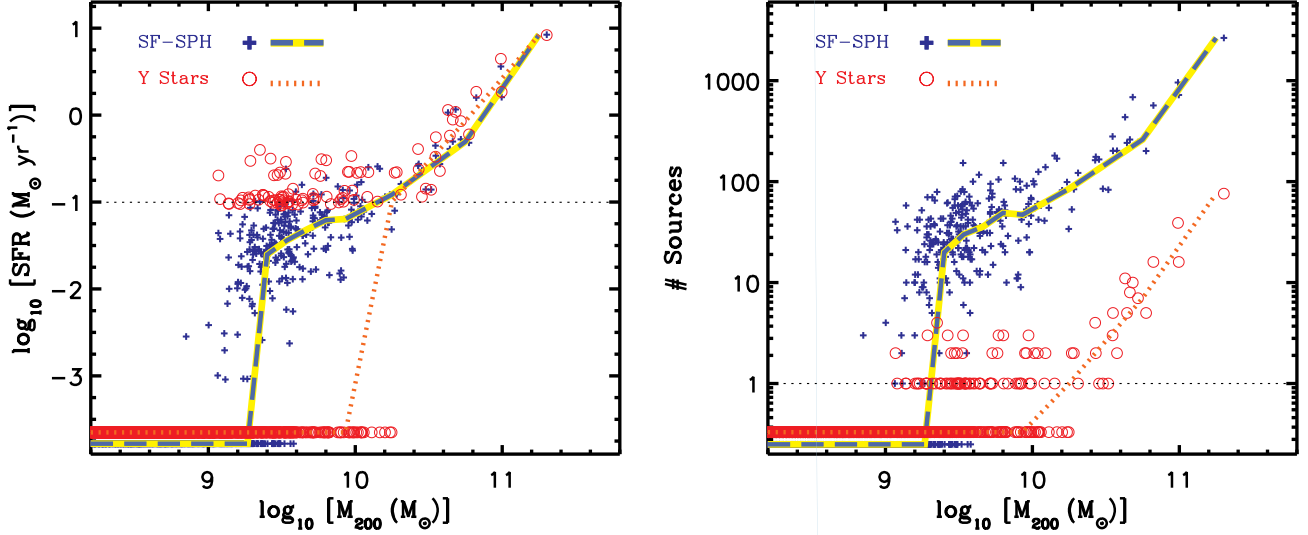 SF-SPH
Y Stars
log₁₀ [SFR (M⊙ yr⁻¹)]
1
0
−1
−2
−3
9
10
11
log₁₀ [M₂₀₀ (M⊙)]
SF-SPH
Y Stars
# Sources
1000
100
10
1
9
10
11
log₁₀ [M₂₀₀ (M⊙)]